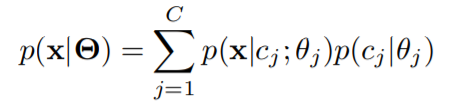 p(x|Θ) = ∑_{j=1}^{C} p(x|c_j; θ_j)p(c_j|θ_j)